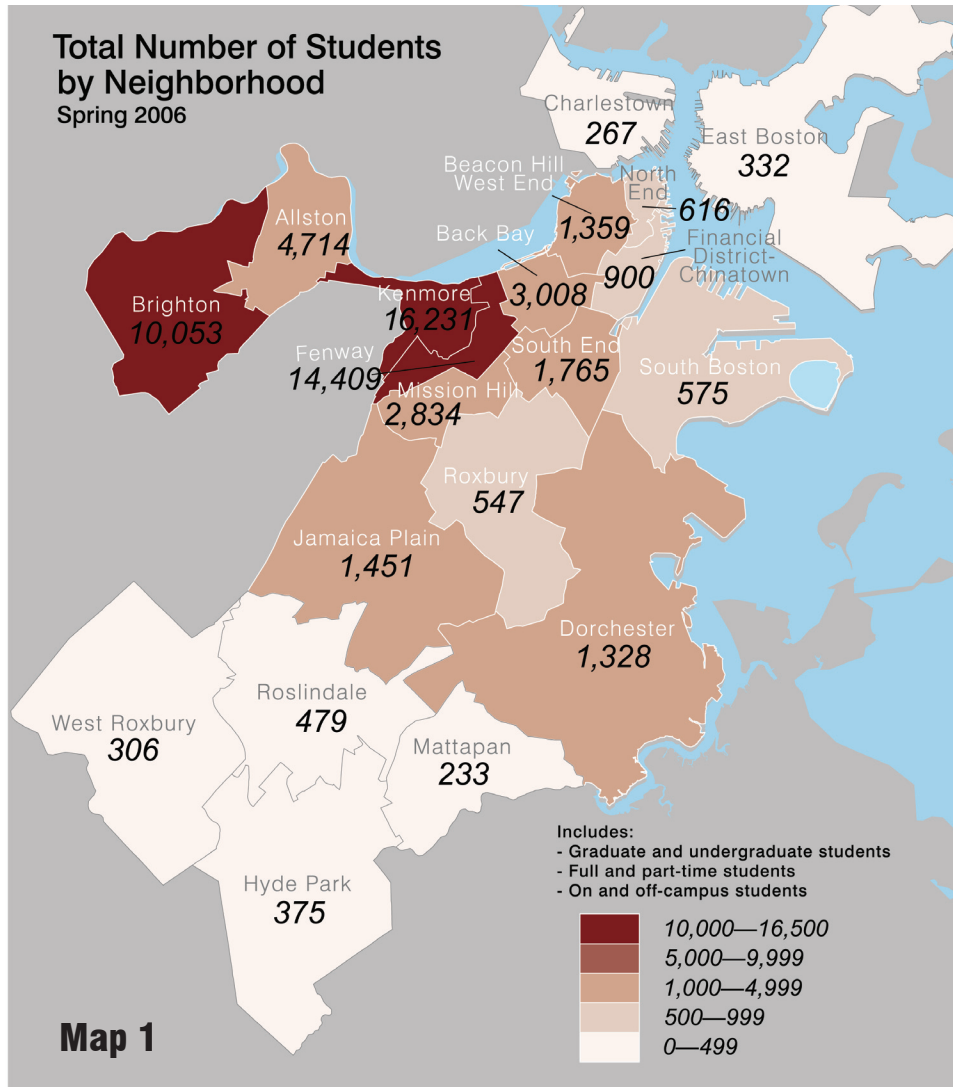 Total Number of Students
by Neighborhood
Spring 2006
Charlestown
267
East Boston
332
Beacon Hill
West End
1,359
North
End
616
Allston
4,714
Back Bay
3,008
Financial
District-
Chinatown
900
Brighton
10,053
Kenmore
16,231
Fenway
14,409
South End
1,765
South Boston
575
Mission Hill
2,834
Roxbury
547
Jamaica Plain
1,451
Dorchester
1,328
Roslindale
479
West Roxbury
306
Mattapan
233
Hyde Park
375
Includes:
- Graduate and undergraduate students
- Full and part-time students
- On and off-campus students
10,000—16,500
5,000—9,999
1,000—4,999
500—999
0—499
Map 1